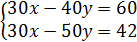 30x − 40y = 60
30x − 50y = 42